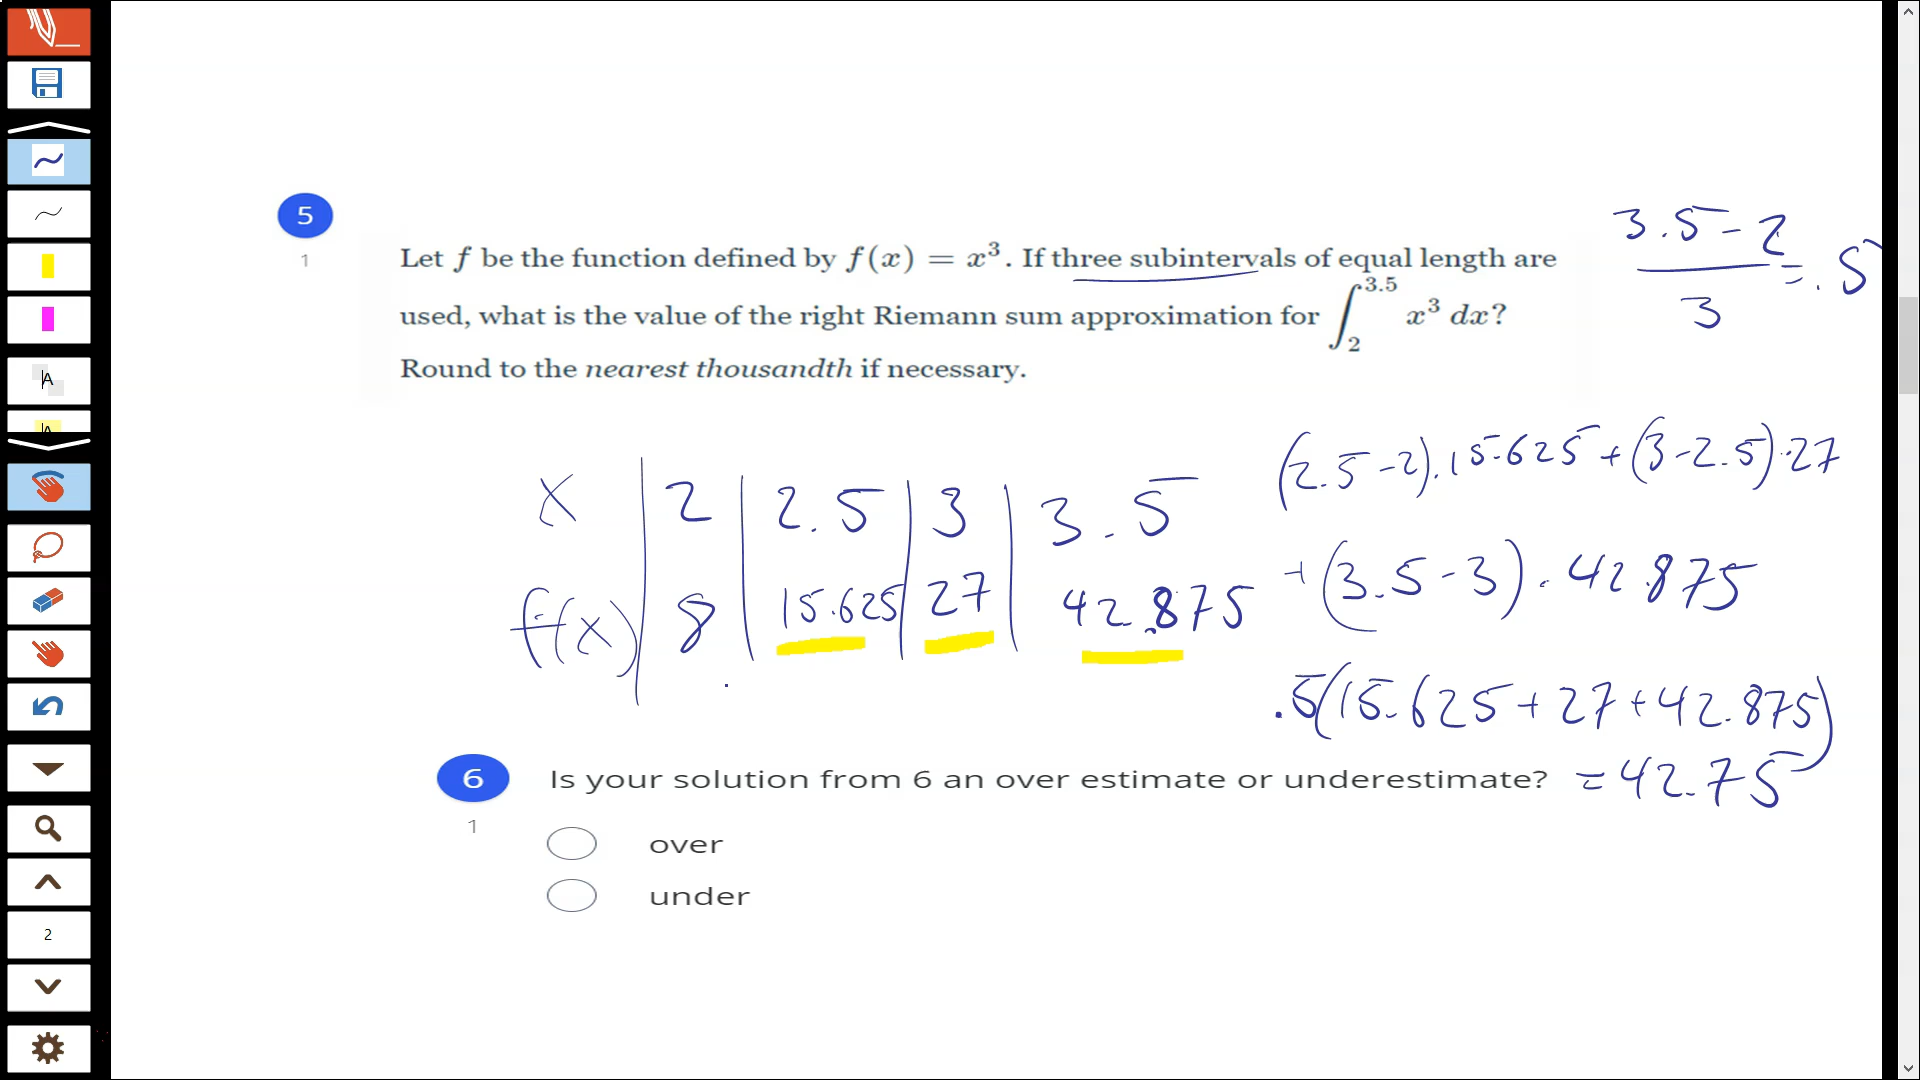 5
1
Let f be the function defined by f(x) = x³. If three subintervals of equal length are
used, what is the value of the right Riemann sum approximation for ∫₂^3.5 x³ dx?
Round to the nearest thousandth if necessary.
3.5-2
3
=.5
x | 2 | 2.5 | 3 | 3.5
f(x) | 8 | 15.625 | 27 | 42.875
(2.5-2).15.625+(3-2.5).27
+(3.5-3).42.875
.5(15.625+27+42.875)
=42.75
6
1
Is your solution from 6 an over estimate or underestimate?
over
under
A
A
2